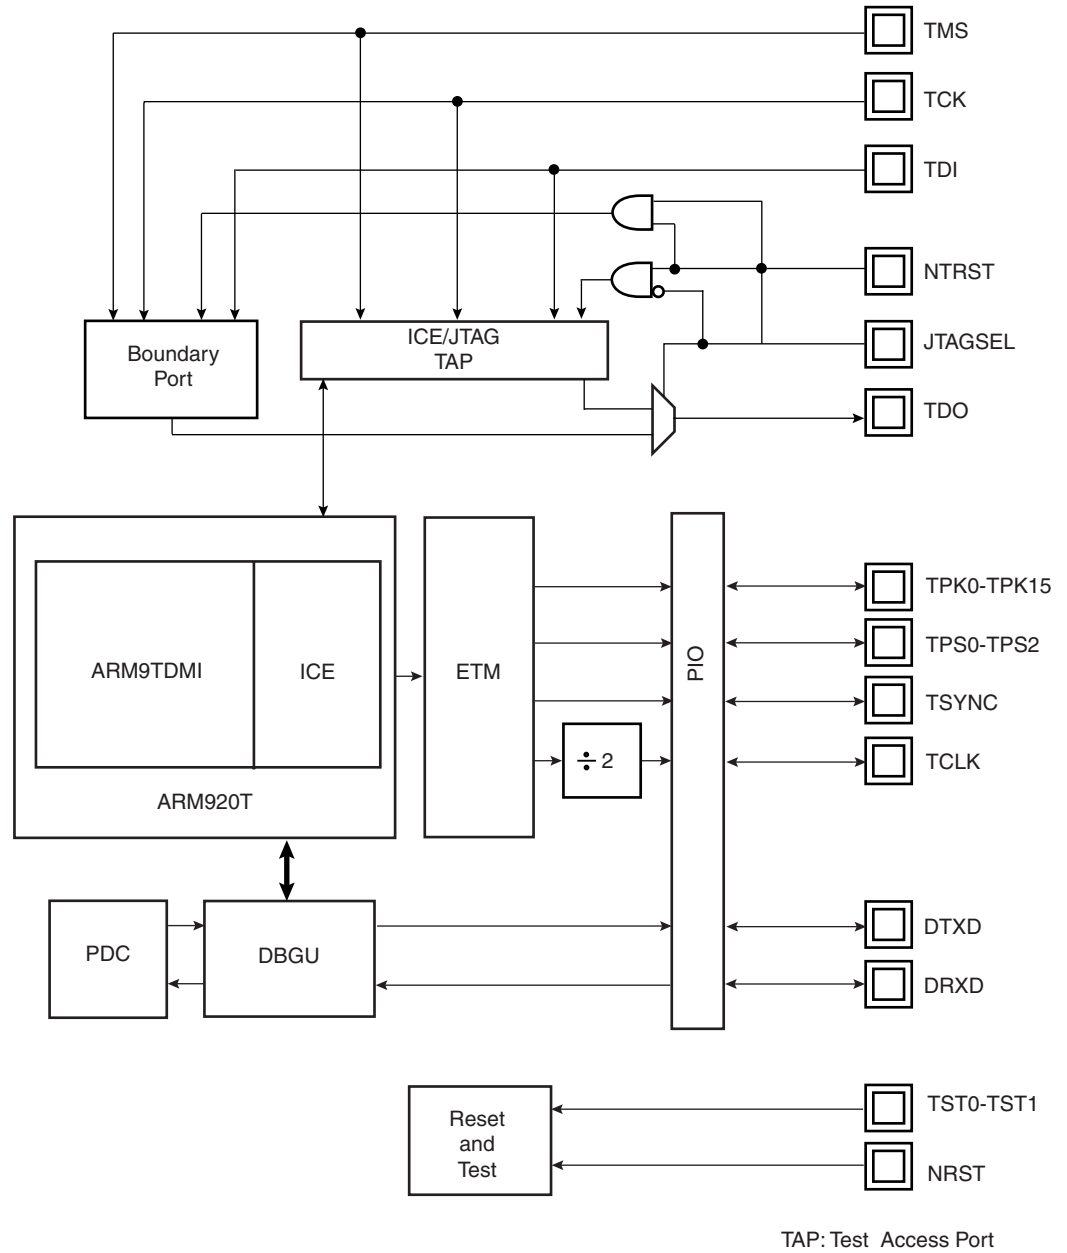 TMS
TCK
TDI
NTRST
JTAGSEL
TDO
Boundary
Port
ICE/JTAG
TAP
ARM9TDMI
ICE
ARM920T
ETM
÷ 2
PIO
TPK0-TPK15
TPS0-TPS2
TSYNC
TCLK
PDC
DBGU
DTXD
DRXD
Reset
and
Test
TST0-TST1
NRST
TAP: Test Access Port